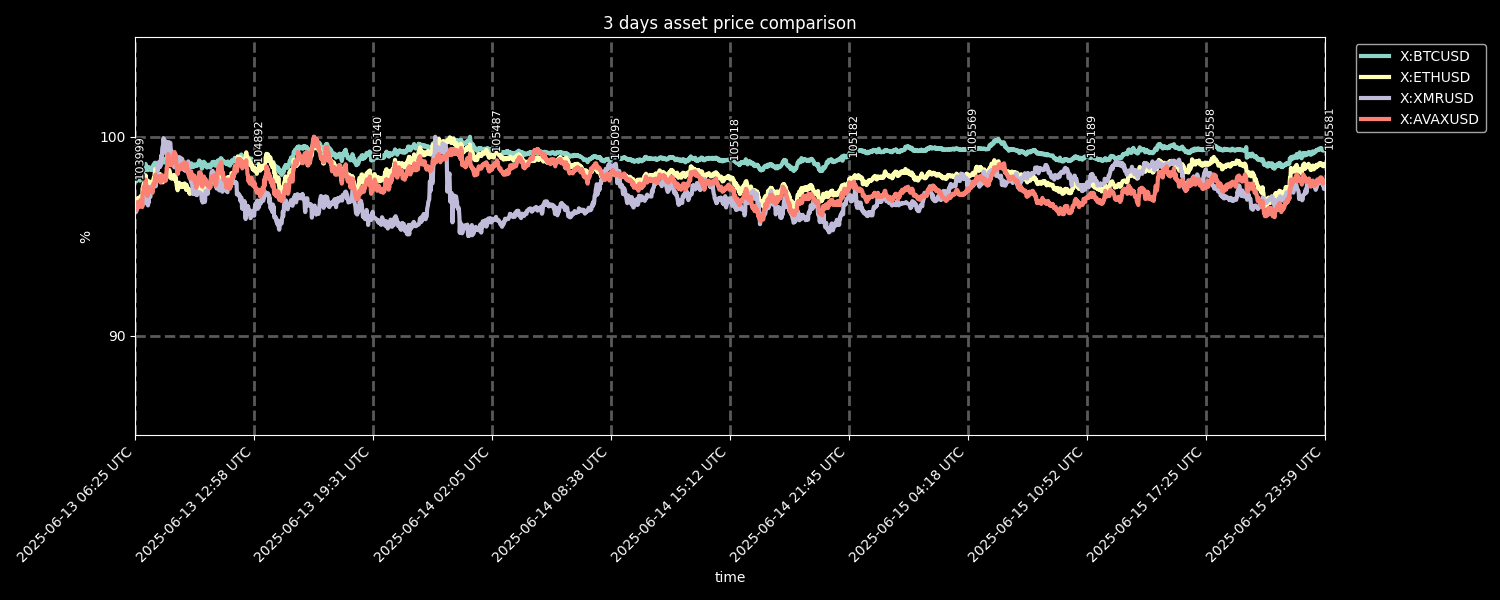 3 days asset price comparison
X:BTCUSD
X:ETHUSD
X:XMRUSD
X:AVAXUSD
100
90
%
103999
104892
105140
105487
105095
105018
105182
105569
105189
105558
105581
2025-06-13 06:25 UTC
2025-06-13 12:58 UTC
2025-06-13 19:31 UTC
2025-06-14 02:05 UTC
2025-06-14 08:38 UTC
2025-06-14 15:12 UTC
2025-06-14 21:45 UTC
2025-06-15 04:18 UTC
2025-06-15 10:52 UTC
2025-06-15 17:25 UTC
2025-06-15 23:59 UTC
time